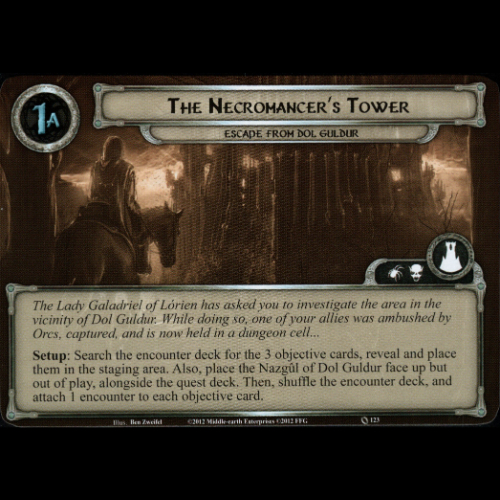 1A
THE NECROMANCER'S TOWER
ESCAPE FROM DOL GULDUR
The Lady Galadriel of Lórien has asked you to investigate the area in the
vicinity of Dol Guldur. While doing so, one of your allies was ambushed by
Orcs, captured, and is now held in a dungeon cell...
Setup: Search the encounter deck for the 3 objective cards, reveal and place
them in the staging area. Also, place the Nazgûl of Dol Guldur face up but
out of play, alongside the quest deck. Then, shuffle the encounter deck, and
attach 1 encounter to each objective card.
Illus. Ben Zweifel ©2012 Middle-earth Enterprises ©2012 FFG 123